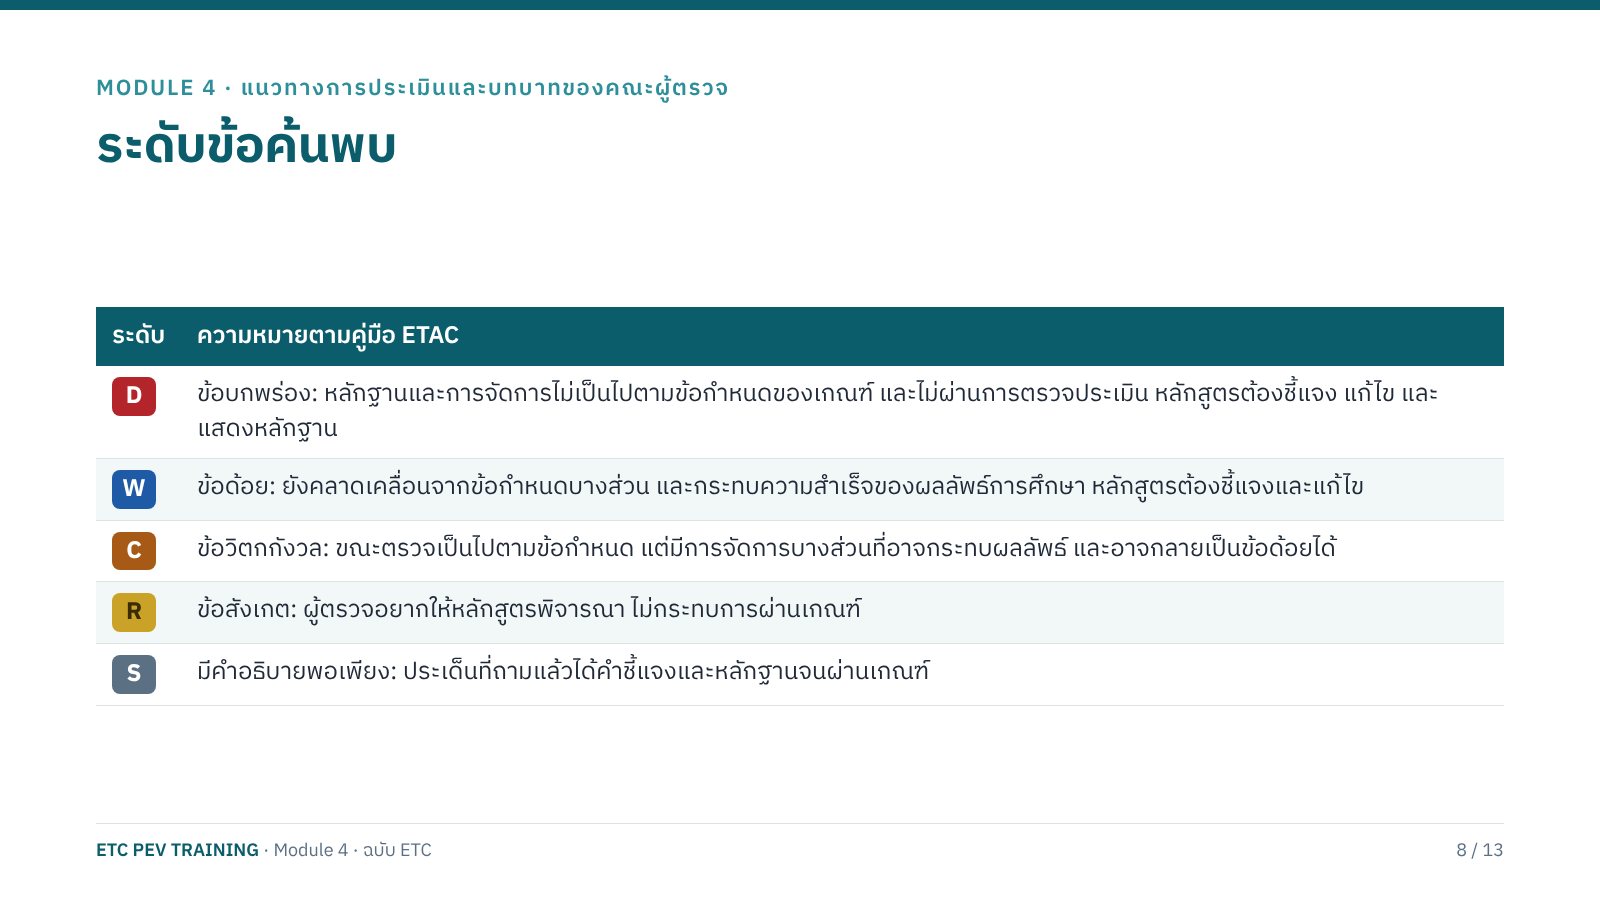 MODULE 4 · แนวทางการประเมินและบทบาทของคณะผู้ตรวจ
ระดับข้อค้นพบ
ระดับ ความหมายตามคู่มือ ETAC
D ข้อบกพร่อง: หลักฐานและการจัดการไม่เป็นไปตามข้อกำหนดของเกณฑ์ และไม่ผ่านการตรวจประเมิน หลักสูตรต้องชี้แจง แก้ไข และ
แสดงหลักฐาน
W ข้อด้อย: ยังคลาดเคลื่อนจากข้อกำหนดบางส่วน และกระทบความสำเร็จของผลลัพธ์การศึกษา หลักสูตรต้องชี้แจงและแก้ไข
C ข้อวิตกกังวล: ขณะตรวจเป็นไปตามข้อกำหนด แต่มีการจัดการบางส่วนที่อาจกระทบผลลัพธ์ และอาจกลายเป็นข้อด้อยได้
R ข้อสังเกต: ผู้ตรวจอยากให้หลักสูตรพิจารณา ไม่กระทบการผ่านเกณฑ์
S มีคำอธิบายพอเพียง: ประเด็นที่ถามแล้วได้คำชี้แจงและหลักฐานจนผ่านเกณฑ์
ETC PEV TRAINING · Module 4 · ฉบับ ETC 8 / 13